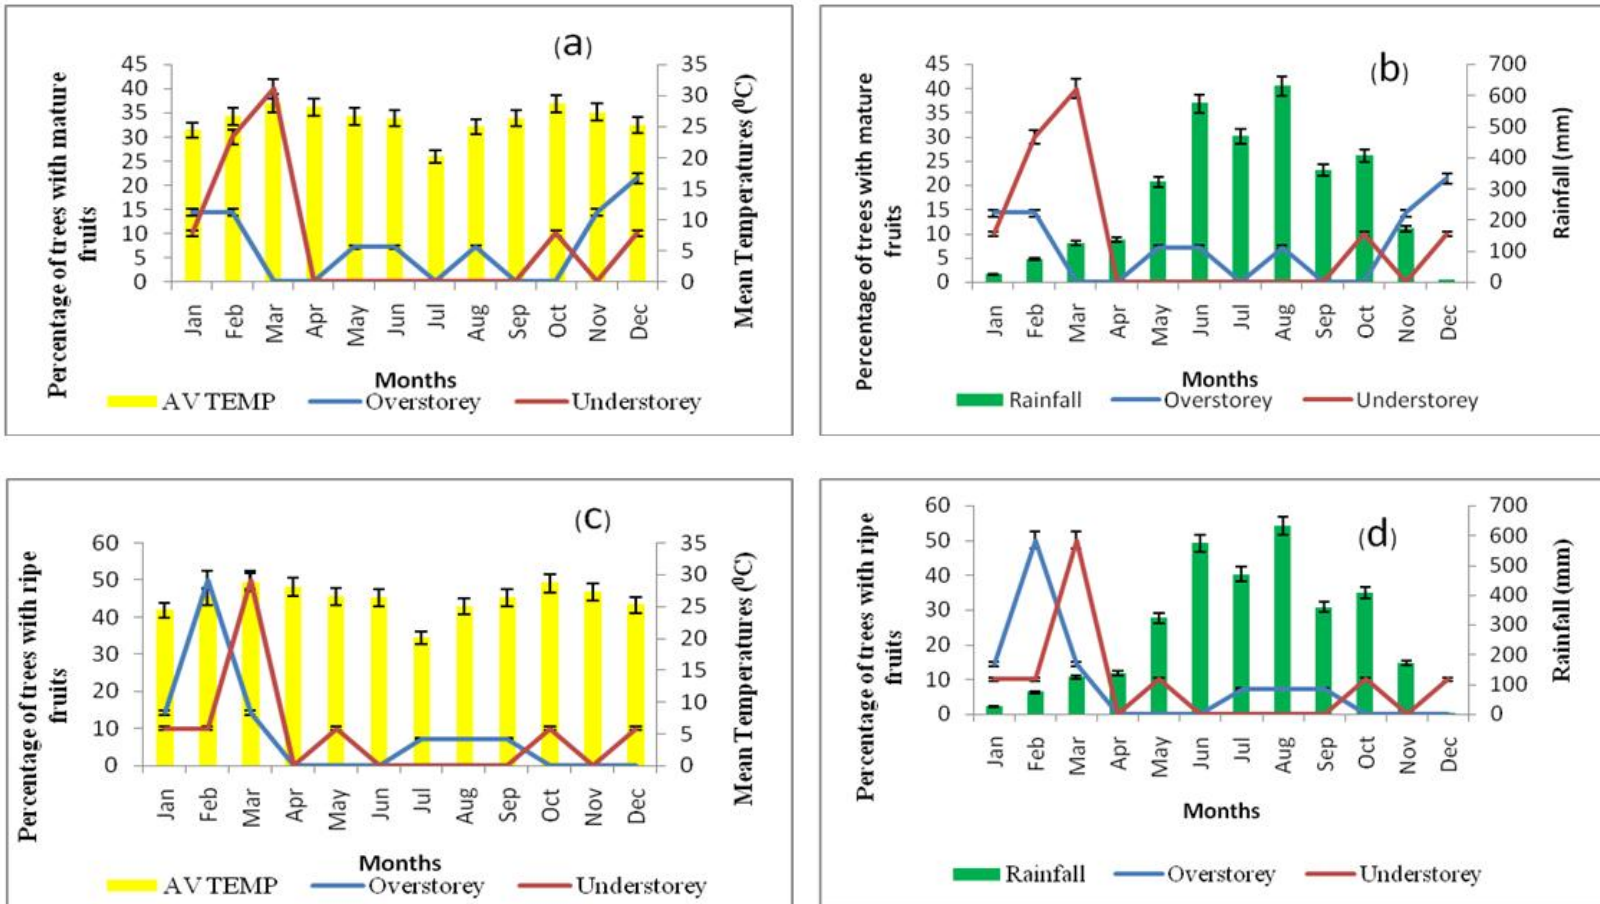 (a)
Percentage of trees with mature
fruits
45
40
35
30
25
20
15
10
5
0
35
30
25
20
15
10
5
0
Mean Temperatures (⁰C)
Jan Feb Mar Apr May Jun Jul Aug Sep Oct Nov Dec
Months
AV TEMP Overstorey Understorey
(b)
Percentage of trees with mature
fruits
45
40
35
30
25
20
15
10
5
0
700
600
500
400
300
200
100
0
Rainfall (mm)
Jan Feb Mar Apr May Jun Jul Aug Sep Oct Nov Dec
Months
Rainfall Overstorey Understorey
(c)
Percentage of trees with ripe
fruits
60
50
40
30
20
10
0
35
30
25
20
15
10
5
0
Mean Temperatures (⁰C)
Jan Feb Mar Apr May Jun Jul Aug Sep Oct Nov Dec
Months
AV TEMP Overstorey Understorey
(d)
Percentage of trees with ripe
fruits
60
50
40
30
20
10
0
700
600
500
400
300
200
100
0
Rainfall (mm)
Jan Feb Mar Apr May Jun Jul Aug Sep Oct Nov Dec
Months
Rainfall Overstorey Understorey